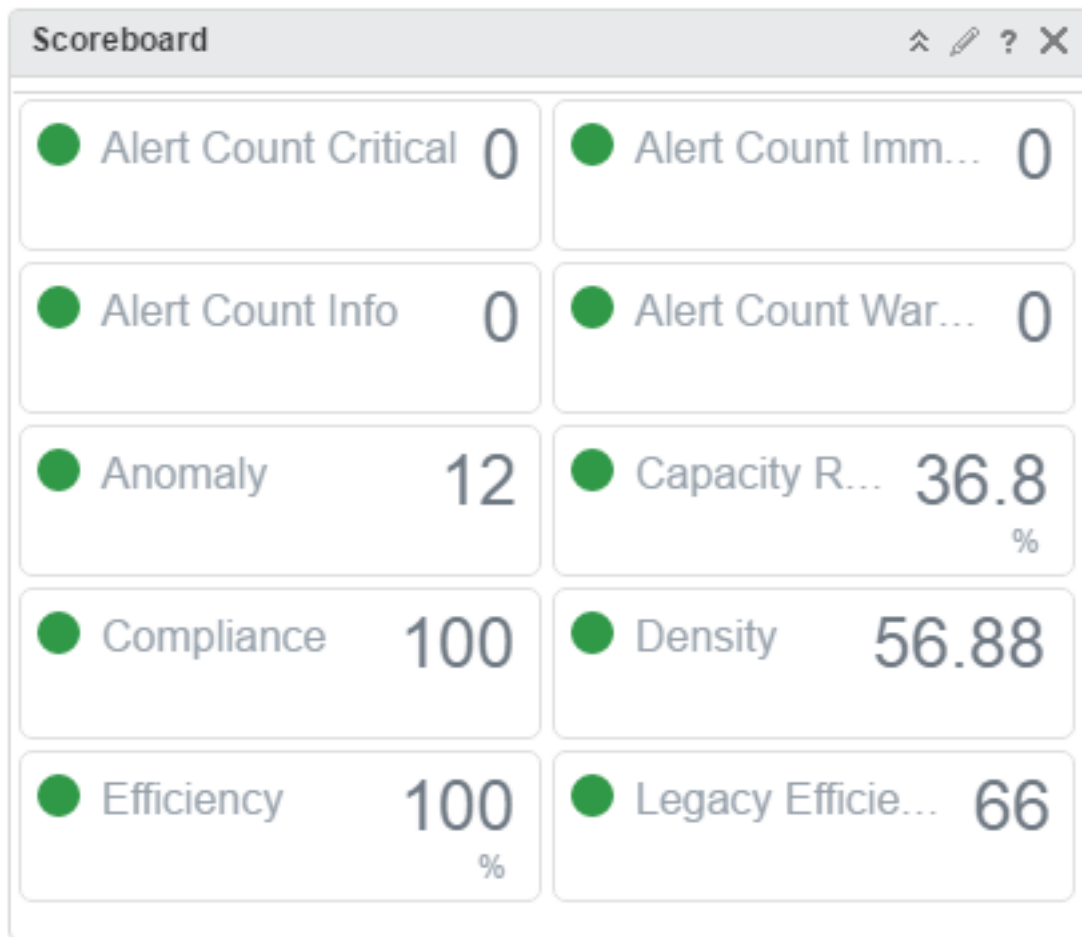 Scoreboard ?
Alert Count Critical 0
Alert Count Imm... 0
Alert Count Info 0
Alert Count War... 0
Anomaly 12
Capacity R... 36.8
%
Compliance 100
Density 56.88
Efficiency 100
%
Legacy Efficie... 66